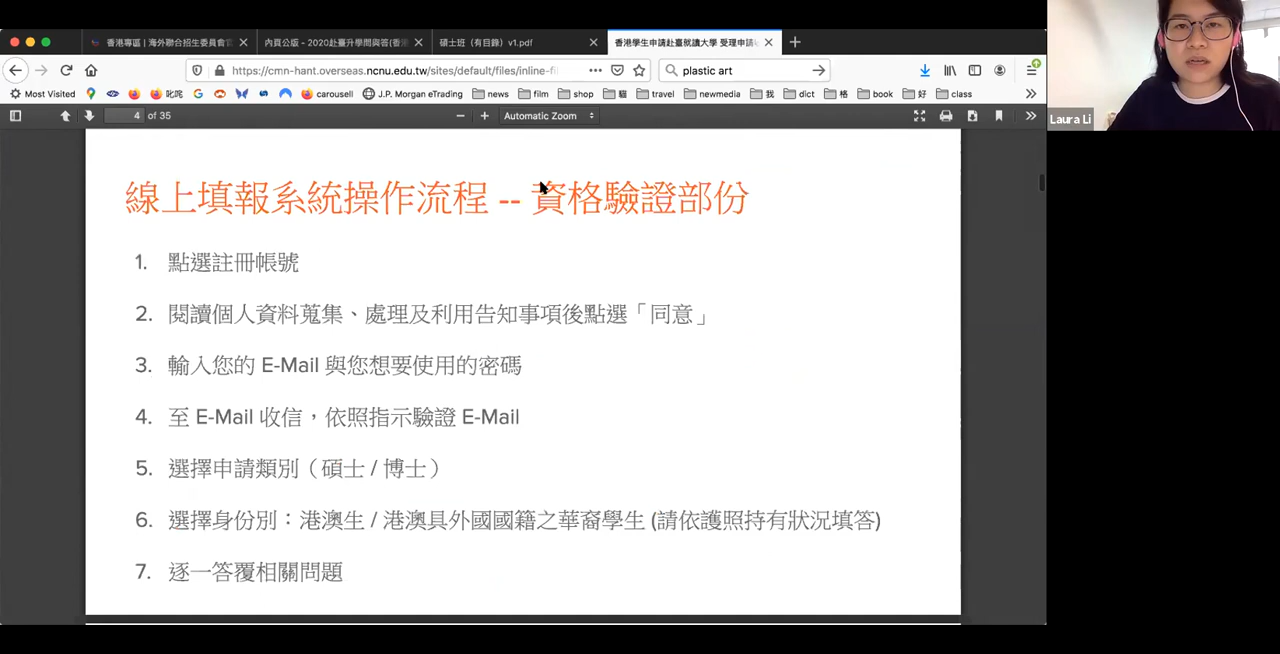 香港專區 | 海外聯合招生委員會
內頁公版 - 2020赴臺升學問與答(香
碩士班（有目錄）v1.pdf
香港學生申請赴臺就讀大學 受理申請
https://cmn-hant.overseas.ncnu.edu.tw/sites/default/files/inline-fi
plastic art
Most Visited
叱咤
carousell
J.P. Morgan eTrading
news
film
shop
貓
travel
newmedia
我
dict
格
book
好
class
4 of 35
Automatic Zoom
Laura Li
線上填報系統操作流程 -- 資格驗證部份
1. 點選註冊帳號
2. 閱讀個人資料蒐集、處理及利用告知事項後點選「同意」
3. 輸入您的 E-Mail 與您想要使用的密碼
4. 至 E-Mail 收信，依照指示驗證 E-Mail
5. 選擇申請類別（碩士 / 博士）
6. 選擇身份別：港澳生 / 港澳具外國國籍之華裔學生 (請依護照持有狀況填答)
7. 逐一答覆相關問題